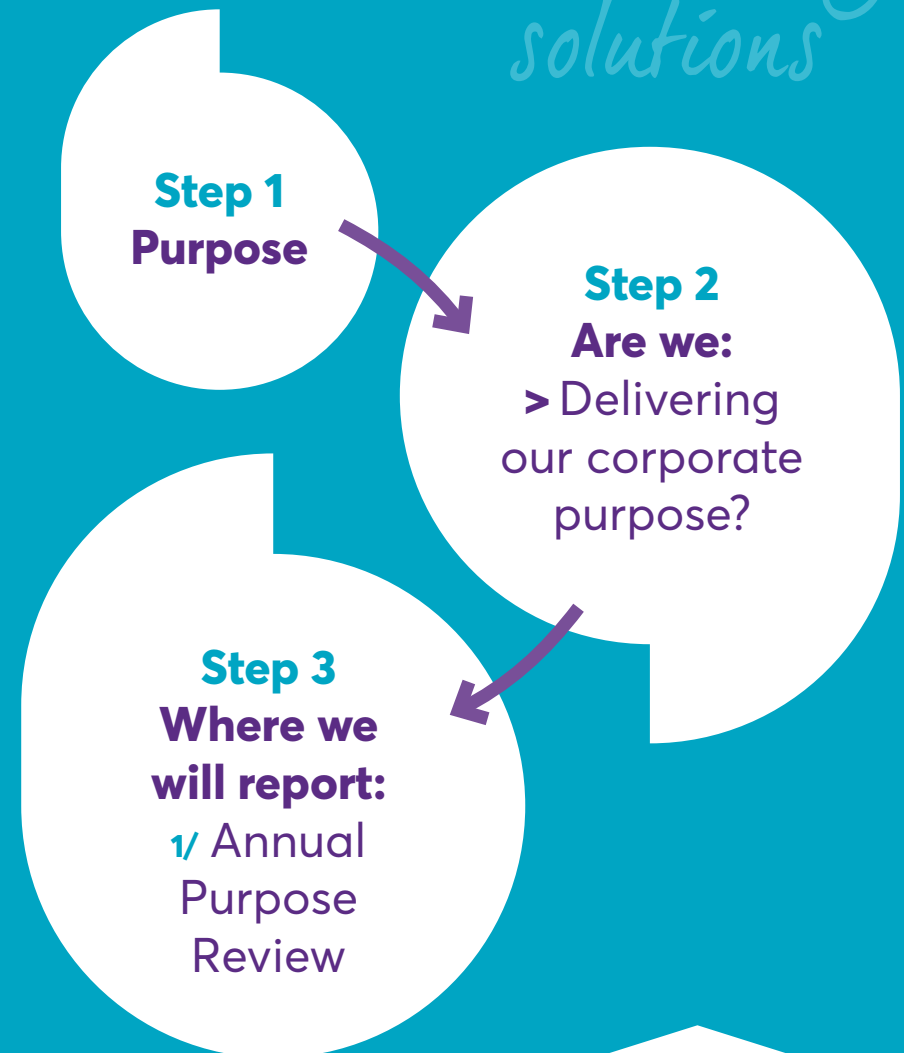 solutions
Step 1
Purpose
Step 2
Are we:
> Delivering
our corporate
purpose?
Step 3
Where we
will report:
1/ Annual
Purpose
Review